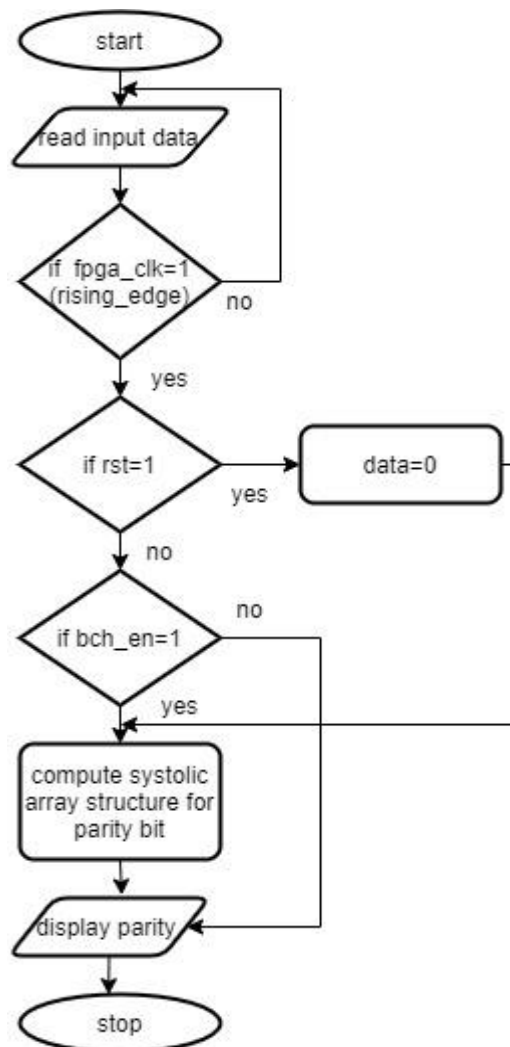 start
read input data
if fpga_clk=1
(rising_edge)
no
yes
if rst=1
yes
data=0
no
if bch_en=1
no
yes
compute systolic
array structure for
parity bit
display parity
stop